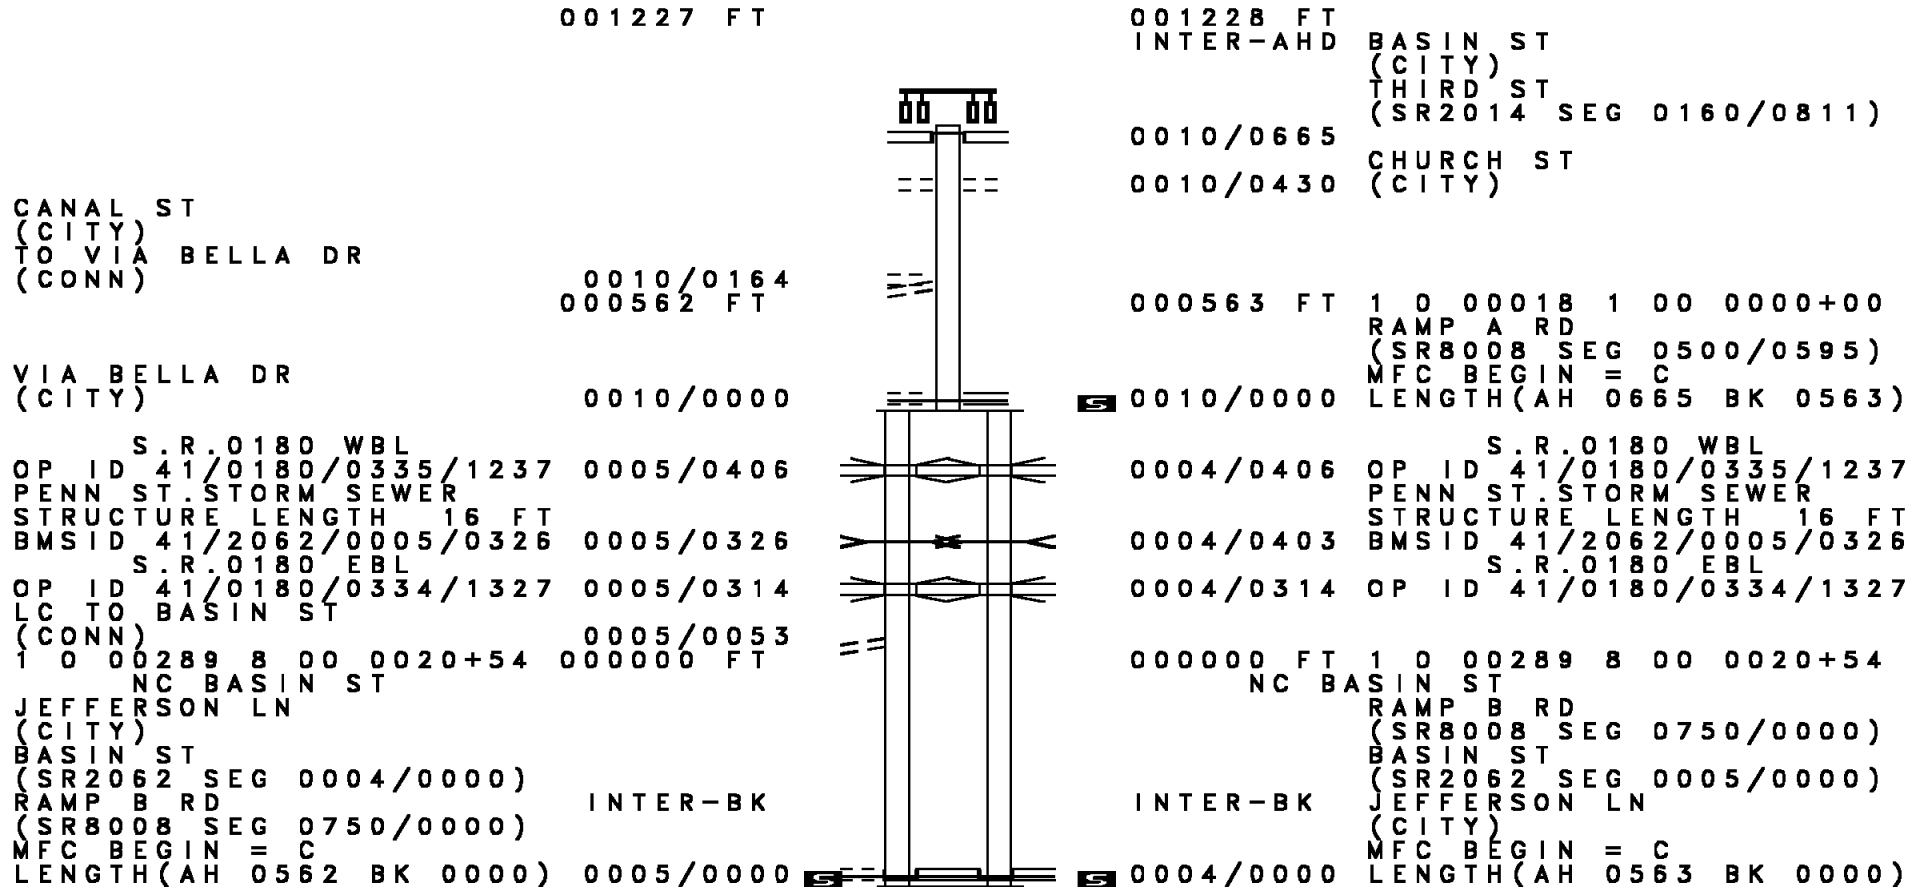 001227 FT 001228 FT
INTER-AHD BASIN ST
(CITY)
THIRD ST
(SR2014 SEG 0160/0811)
0010/0665
CHURCH ST
0010/0430 (CITY)
CANAL ST
(CITY)
TO VIA BELLA DR
(CONN) 0010/0164
000562 FT 000563 FT 1 0 00018 1 00 0000+00
RAMP A RD
(SR8008 SEG 0500/0595)
VIA BELLA DR MFC BEGIN = C
(CITY) 0010/0000 S 0010/0000 LENGTH(AH 0665 BK 0563)
S.R.0180 WBL S.R.0180 WBL
OP ID 41/0180/0335/1237 0005/0406 0004/0406 OP ID 41/0180/0335/1237
PENN ST.STORM SEWER PENN ST.STORM SEWER
STRUCTURE LENGTH 16 FT STRUCTURE LENGTH 16 FT
BMSID 41/2062/0005/0326 0005/0326 0004/0403 BMSID 41/2062/0005/0326
S.R.0180 EBL S.R.0180 EBL
OP ID 41/0180/0334/1327 0005/0314 0004/0314 OP ID 41/0180/0334/1327
LC TO BASIN ST
(CONN) 0005/0053
1 0 00289 8 00 0020+54 000000 FT 000000 FT 1 0 00289 8 00 0020+54
NC BASIN ST NC BASIN ST
JEFFERSON LN RAMP B RD
(CITY) (SR8008 SEG 0750/0000)
BASIN ST BASIN ST
(SR2062 SEG 0004/0000) (SR2062 SEG 0005/0000)
RAMP B RD INTER-BK INTER-BK JEFFERSON LN
(SR8008 SEG 0750/0000) (CITY)
MFC BEGIN = C MFC BEGIN = C
LENGTH(AH 0562 BK 0000) 0005/0000 S S 0004/0000 LENGTH(AH 0563 BK 0000)